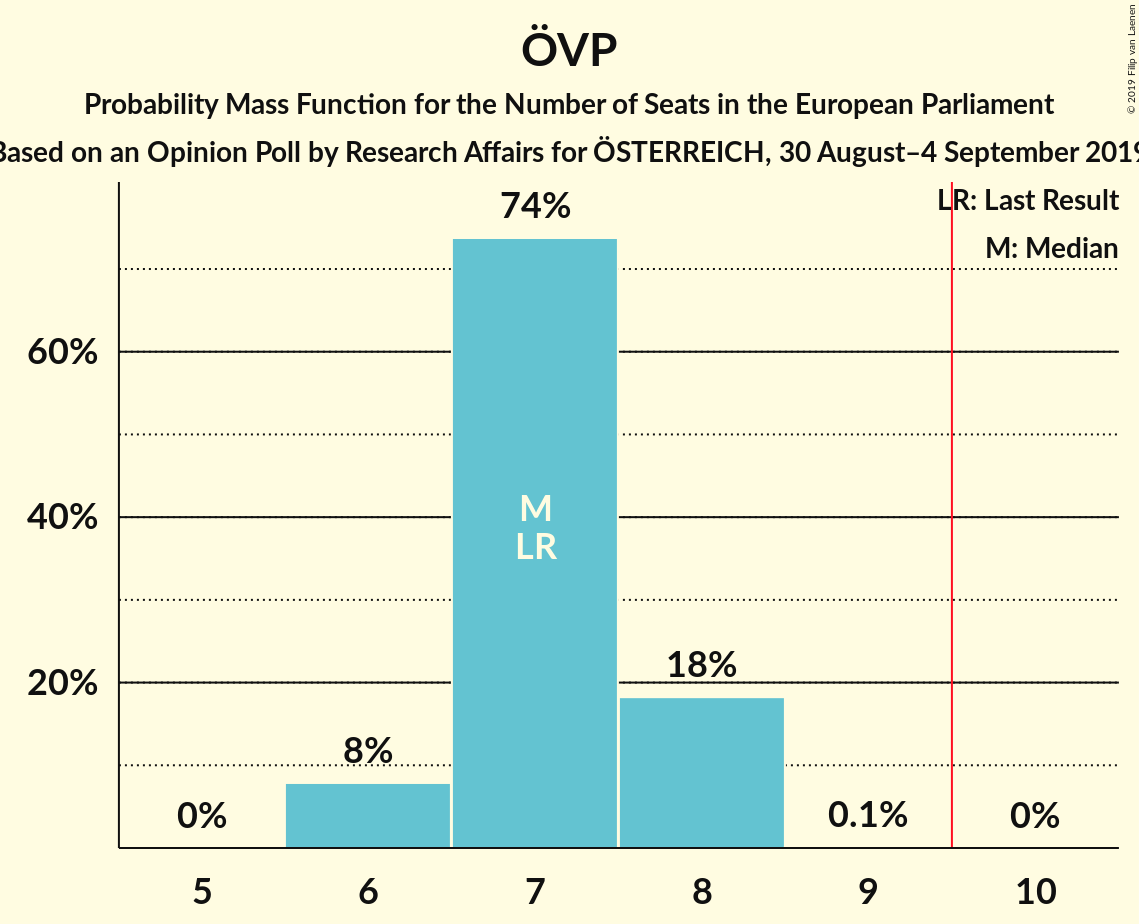 ÖVP
Probability Mass Function for the Number of Seats in the European Parliament
Based on an Opinion Poll by Research Affairs for ÖSTERREICH, 30 August–4 September 2019
© 2019 Filip van Laenen
LR: Last Result
M: Median
74%
60%
M
LR
40%
18%
20%
8%
0%
0.1%
0%
5 6 7 8 9 10